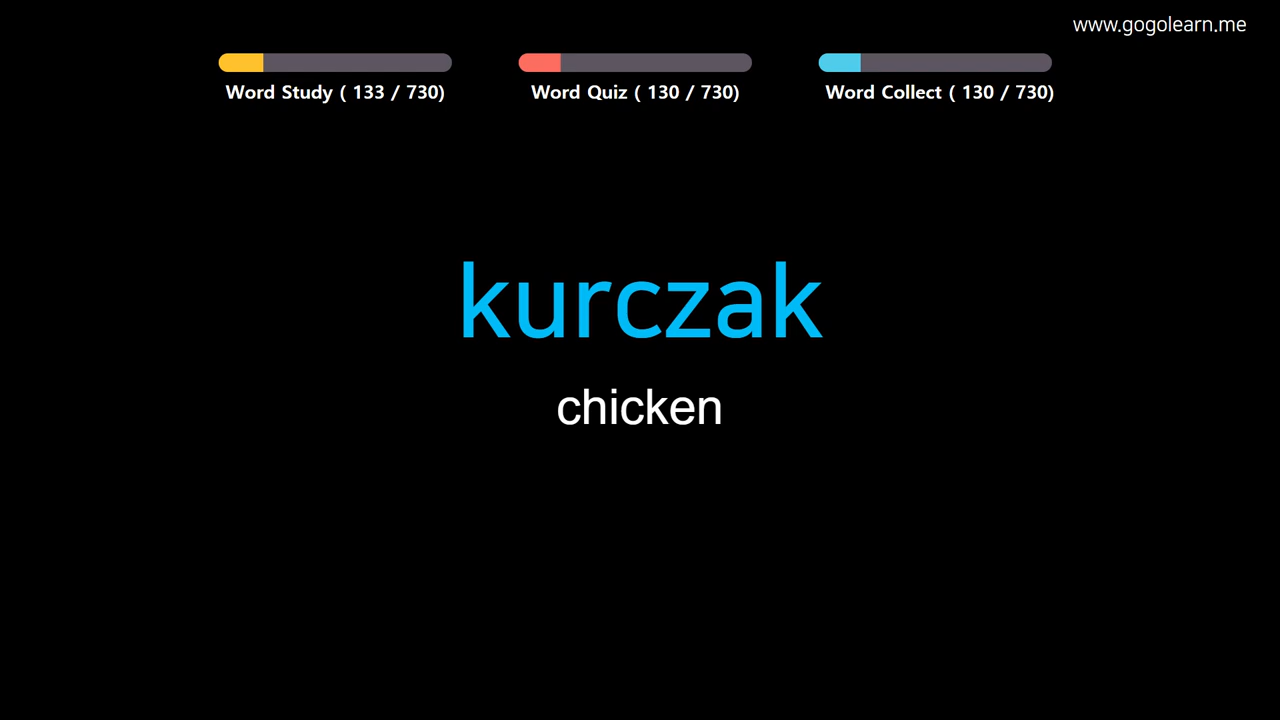 www.gogolearn.me
Word Study ( 133 / 730)
Word Quiz ( 130 / 730)
Word Collect ( 130 / 730)
kurczak
chicken